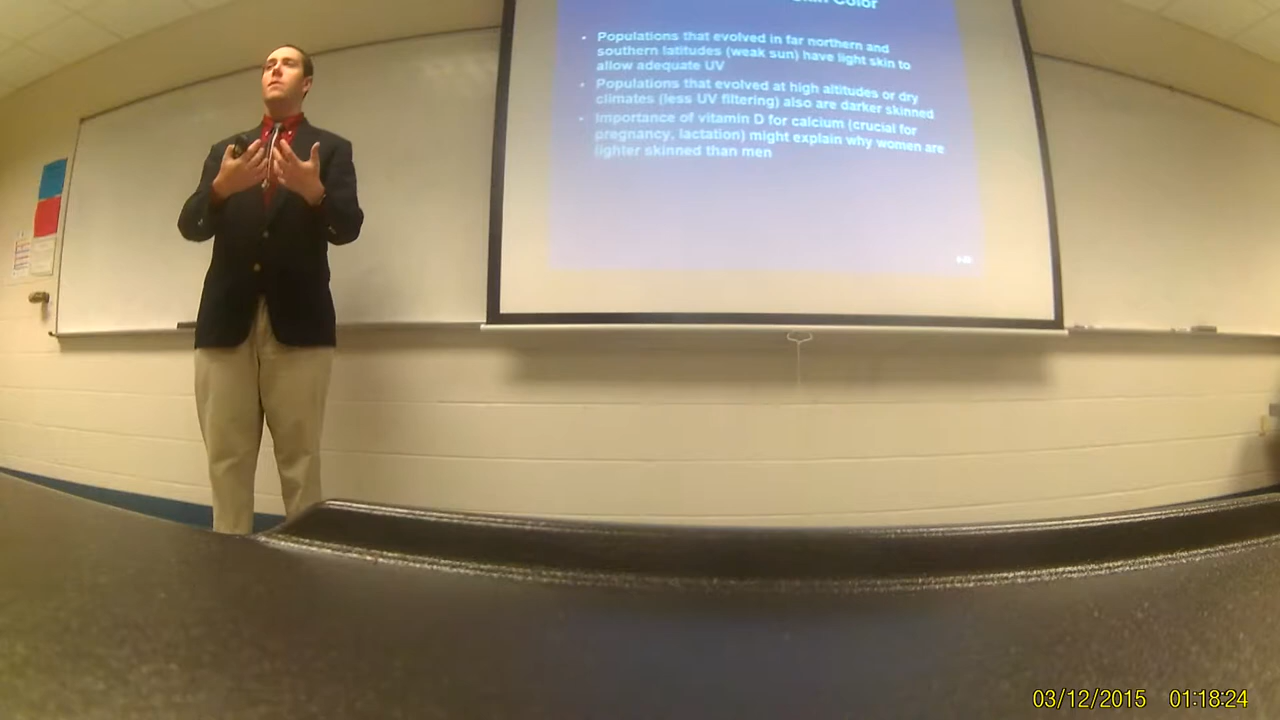 Skin Color
• Populations that evolved in far northern and
southern latitudes (weak sun) have light skin to
allow adequate UV
• Populations that evolved at high altitudes or dry
climates (less UV filtering) also are darker skinned
• Importance of vitamin D for calcium (crucial for
pregnancy, lactation) might explain why women are
lighter skinned than men
03/12/2015 01:18:24